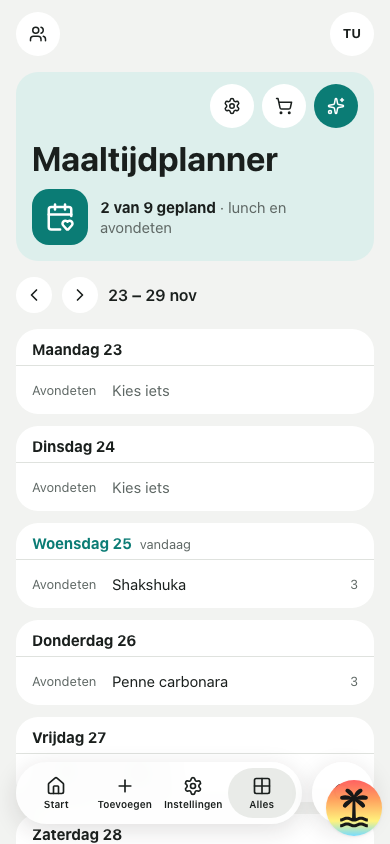 TU
Maaltijdplanner
2 van 9 gepland · lunch en
avondeten
23 – 29 nov
Maandag 23
Avondeten Kies iets
Dinsdag 24
Avondeten Kies iets
Woensdag 25 vandaag
Avondeten Shakshuka 3
Donderdag 26
Avondeten Penne carbonara 3
Vrijdag 27
Start Toevoegen Instellingen Alles
Zaterdag 28